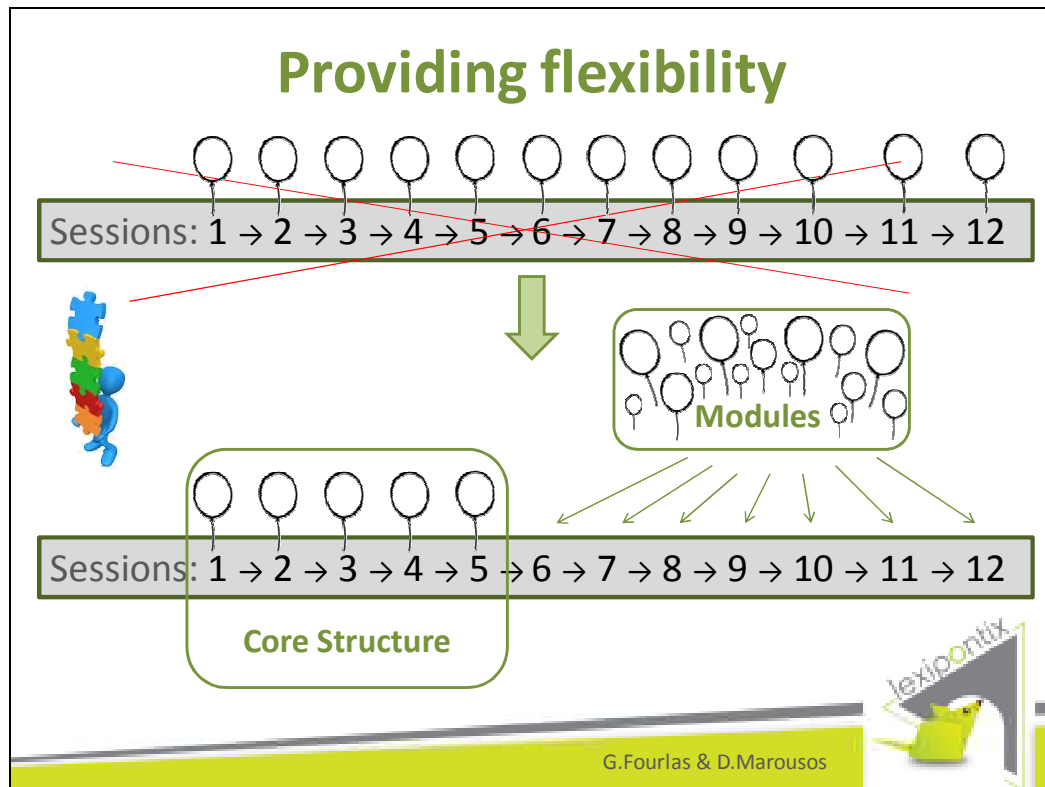 Providing flexibility
Sessions: 1 → 2 → 3 → 4 → 5 → 6 → 7 → 8 → 9 → 10 → 11 → 12
Modules
Sessions: 1 → 2 → 3 → 4 → 5 → 6 → 7 → 8 → 9 → 10 → 11 → 12
Core Structure
lexipontix
G.Fourlas & D.Marousos